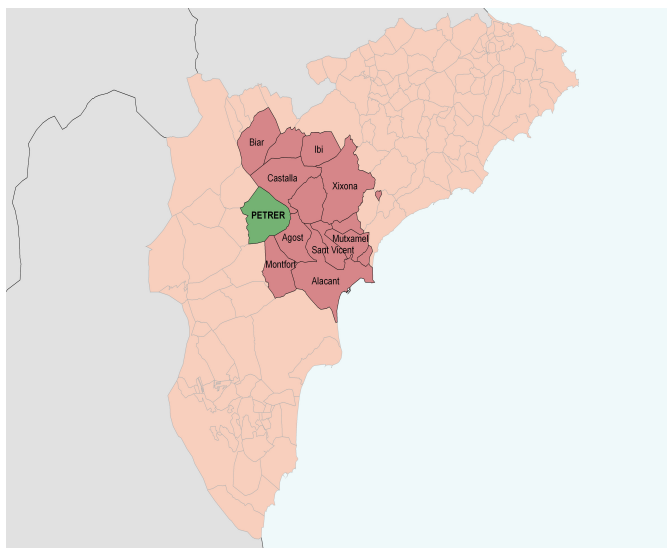 Biar
Ibi
Castalla
Xixona
PETRER
Agost
Mutxamel
Sant Vicent
Montfort
Alacant